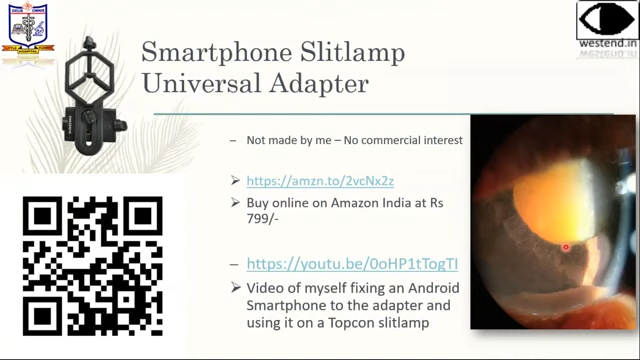 westend.in
Smartphone Slitlamp
Universal Adapter
– Not made by me – No commercial interest
➢ https://amzn.to/2vcNx2z
➢ Buy online on Amazon India at Rs
799/-
– https://youtu.be/0oHP1tTogTI
➢ Video of myself fixing an Android
Smartphone to the adapter and
using it on a Topcon slitlamp